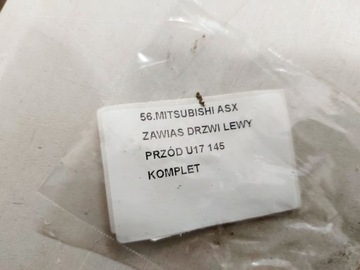 56.MITSUBISHI ASX
ZAWIAS DRZWI LEWY
PRZÓD U17 145
KOMPLET